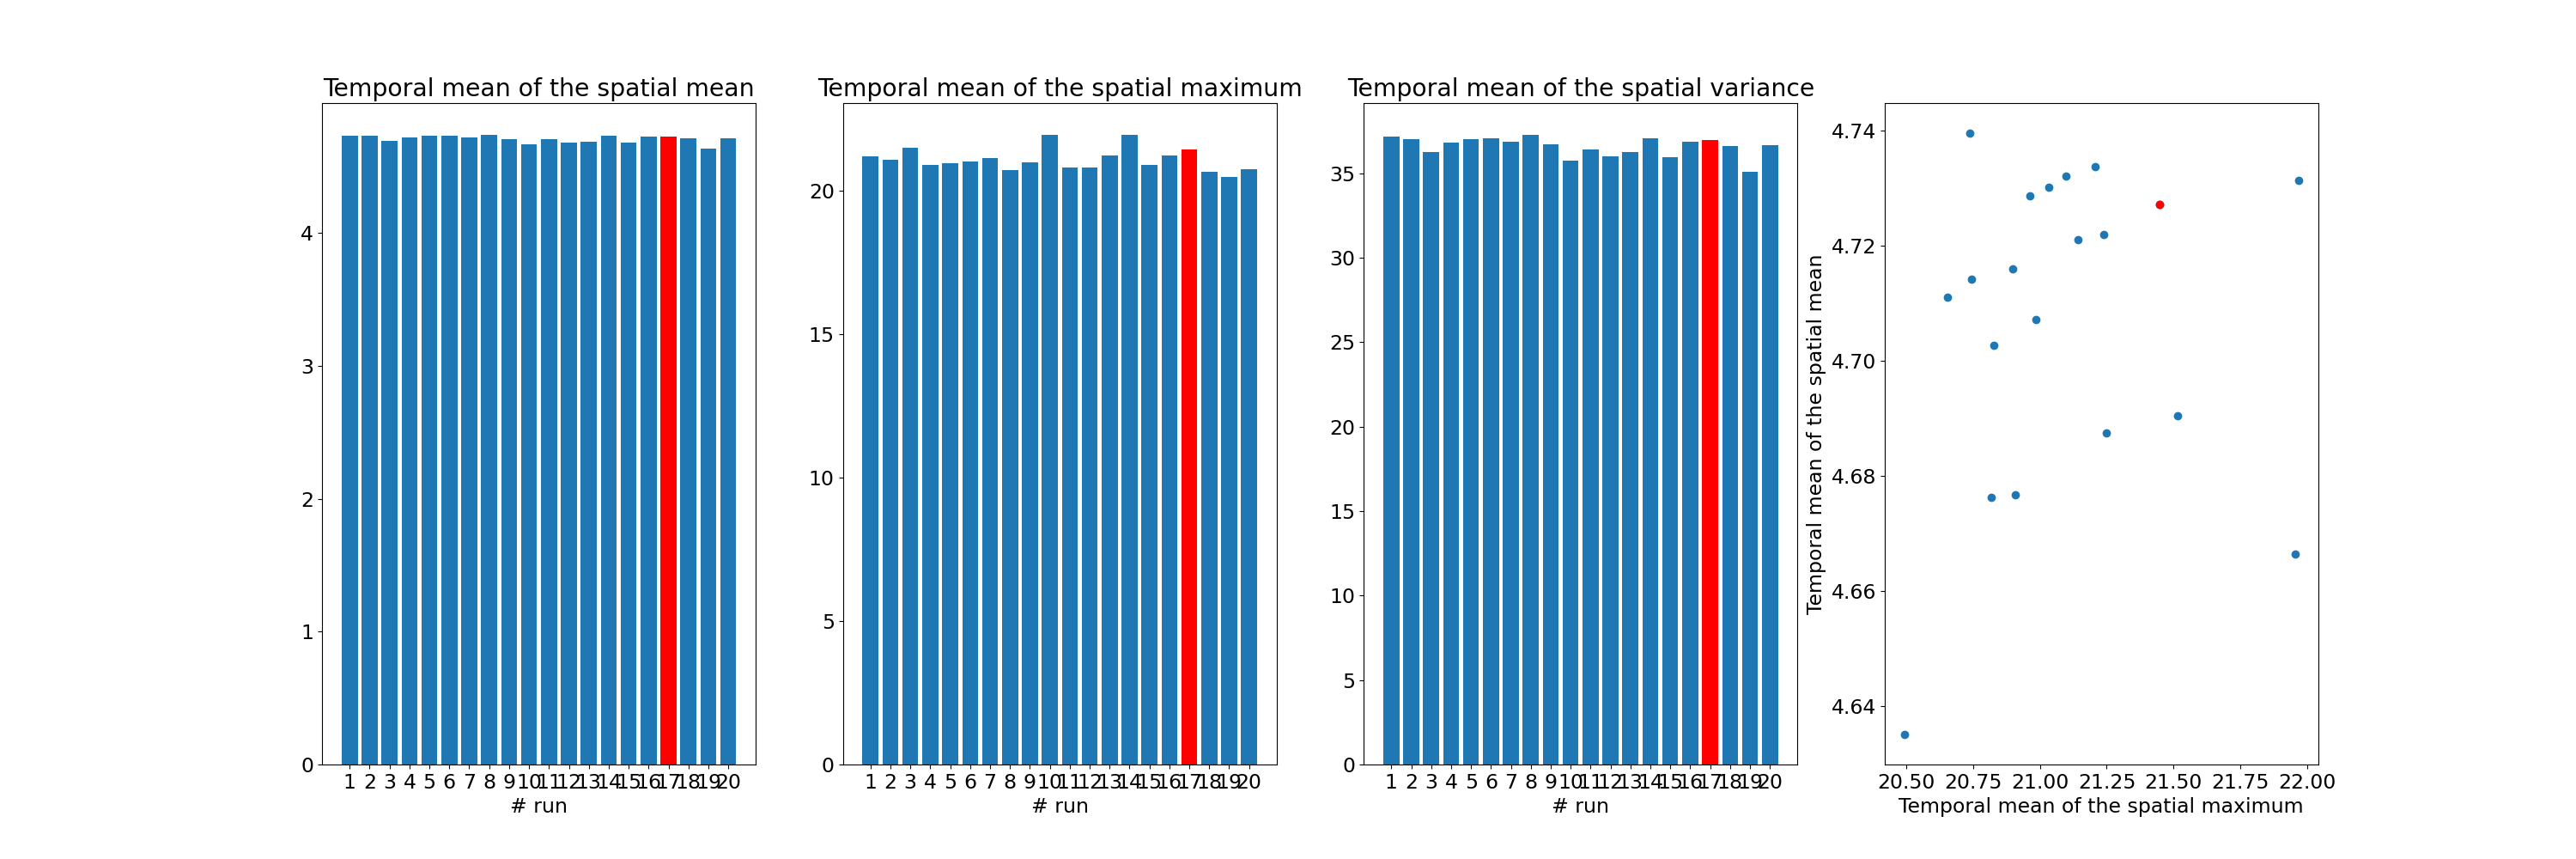 Temporal mean of the spatial mean
4
3
2
1
0
1 2 3 4 5 6 7 8 9 10 11 12 13 14 15 16 17 18 19 20
# run
Temporal mean of the spatial maximum
20
15
10
5
0
1 2 3 4 5 6 7 8 9 10 11 12 13 14 15 16 17 18 19 20
# run
Temporal mean of the spatial variance
35
30
25
20
15
10
5
0
1 2 3 4 5 6 7 8 9 10 11 12 13 14 15 16 17 18 19 20
# run
Temporal mean of the spatial mean
4.74
4.72
4.70
4.68
4.66
4.64
20.50 20.75 21.00 21.25 21.50 21.75 22.00
Temporal mean of the spatial maximum